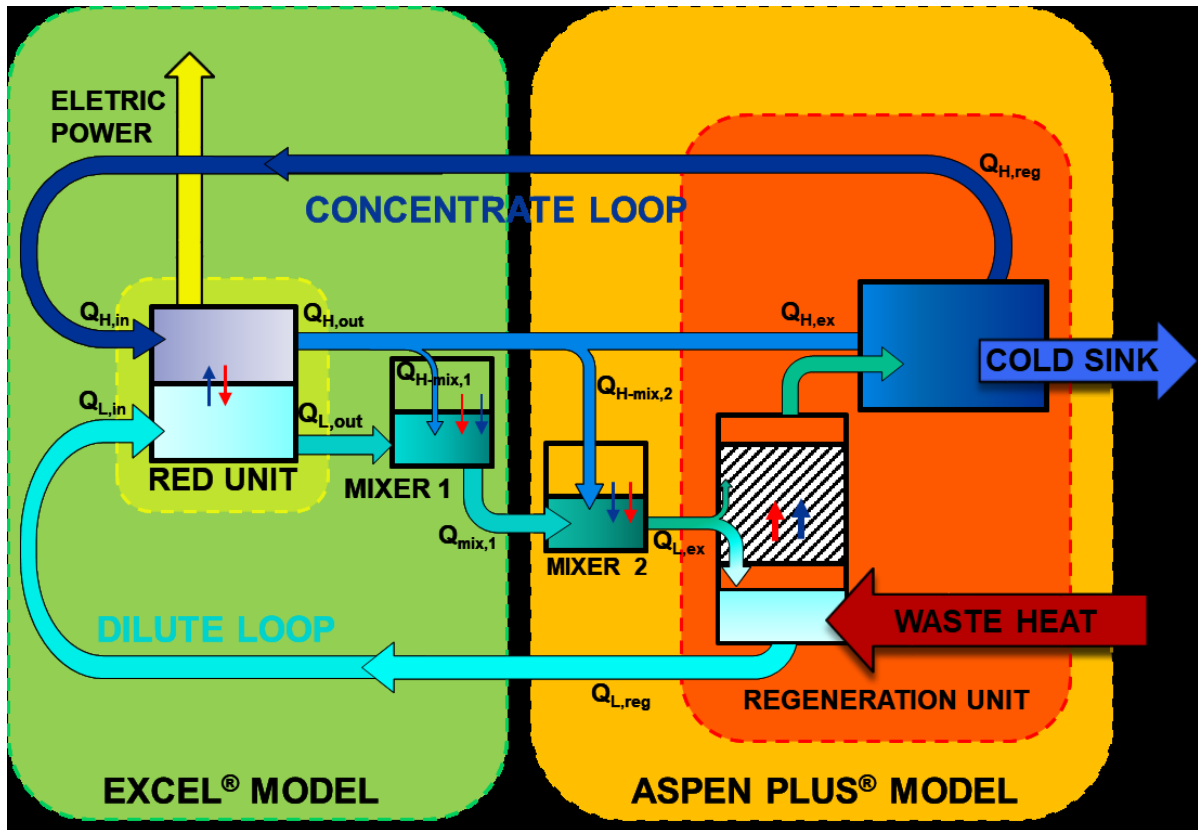 ELETRIC
POWER
Q_H,reg
CONCENTRATE LOOP
Q_H,in
Q_H,out
Q_H,ex
COLD SINK
Q_H-mix,1
Q_H-mix,2
Q_L,in
Q_L,out
RED UNIT
MIXER 1
Q_mix,1
Q_L,ex
MIXER 2
DILUTE LOOP
WASTE HEAT
Q_L,reg
REGENERATION UNIT
EXCEL® MODEL
ASPEN PLUS® MODEL